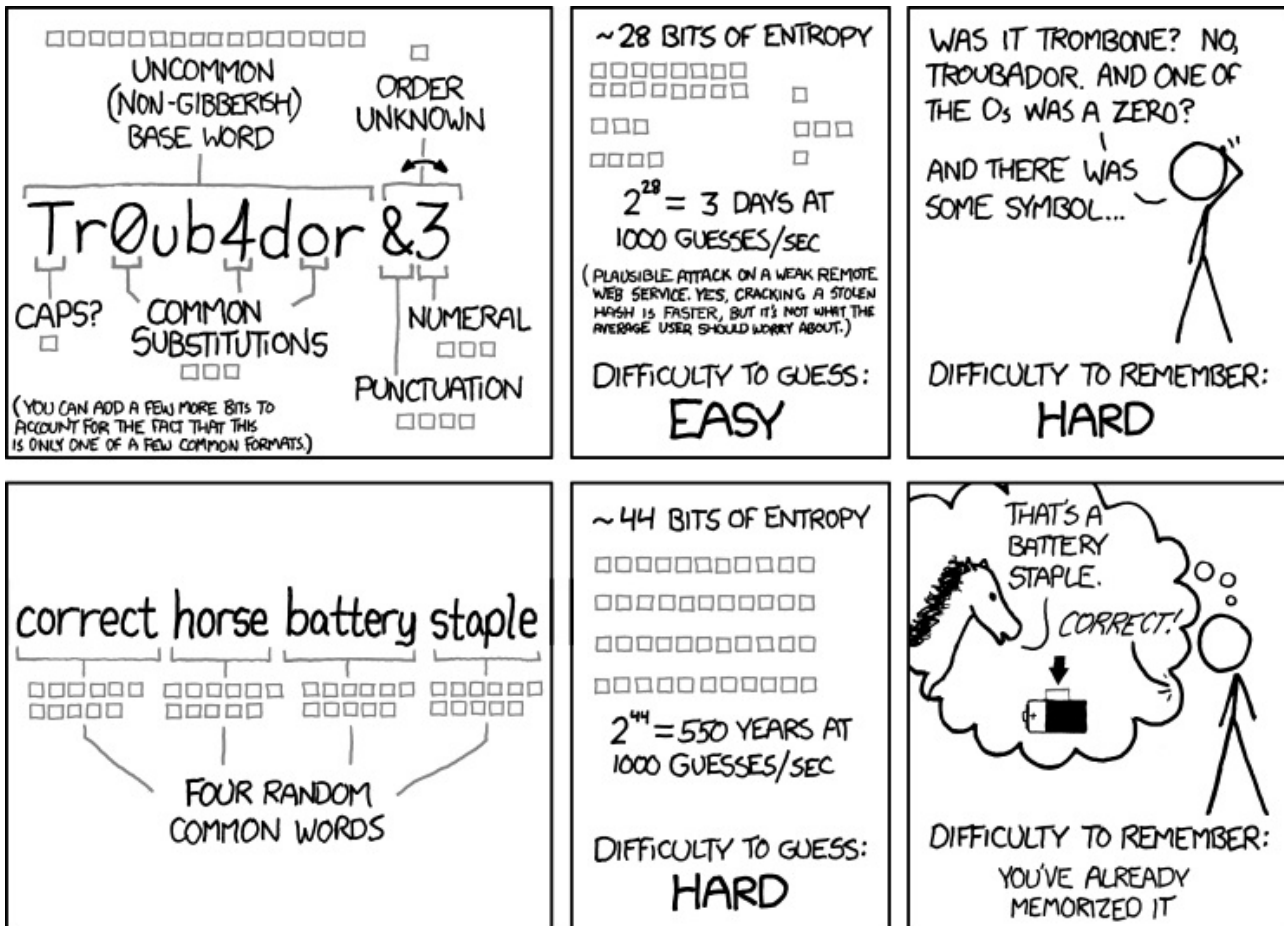 UNCOMMON
(NON-GIBBERISH)
BASE WORD
ORDER
UNKNOWN
Tr0ub4dor &3
CAPS?
COMMON
SUBSTITUTIONS
NUMERAL
PUNCTUATION
(YOU CAN ADD A FEW MORE BITS TO
ACCOUNT FOR THE FACT THAT THIS
IS ONLY ONE OF A FEW COMMON FORMATS.)
~28 BITS OF ENTROPY
2^28 = 3 DAYS AT
1000 GUESSES/SEC
(PLAUSIBLE ATTACK ON A WEAK REMOTE
WEB SERVICE. YES, CRACKING A STOLEN
HASH IS FASTER, BUT IT'S NOT WHAT THE
AVERAGE USER SHOULD WORRY ABOUT.)
DIFFICULTY TO GUESS:
EASY
WAS IT TROMBONE? NO,
TROUBADOR. AND ONE OF
THE Os WAS A ZERO?
AND THERE WAS
SOME SYMBOL...
DIFFICULTY TO REMEMBER:
HARD
correct horse battery staple
FOUR RANDOM
COMMON WORDS
~44 BITS OF ENTROPY
2^44 = 550 YEARS AT
1000 GUESSES/SEC
DIFFICULTY TO GUESS:
HARD
THAT'S A
BATTERY
STAPLE.
CORRECT!
+
DIFFICULTY TO REMEMBER:
YOU'VE ALREADY
MEMORIZED IT